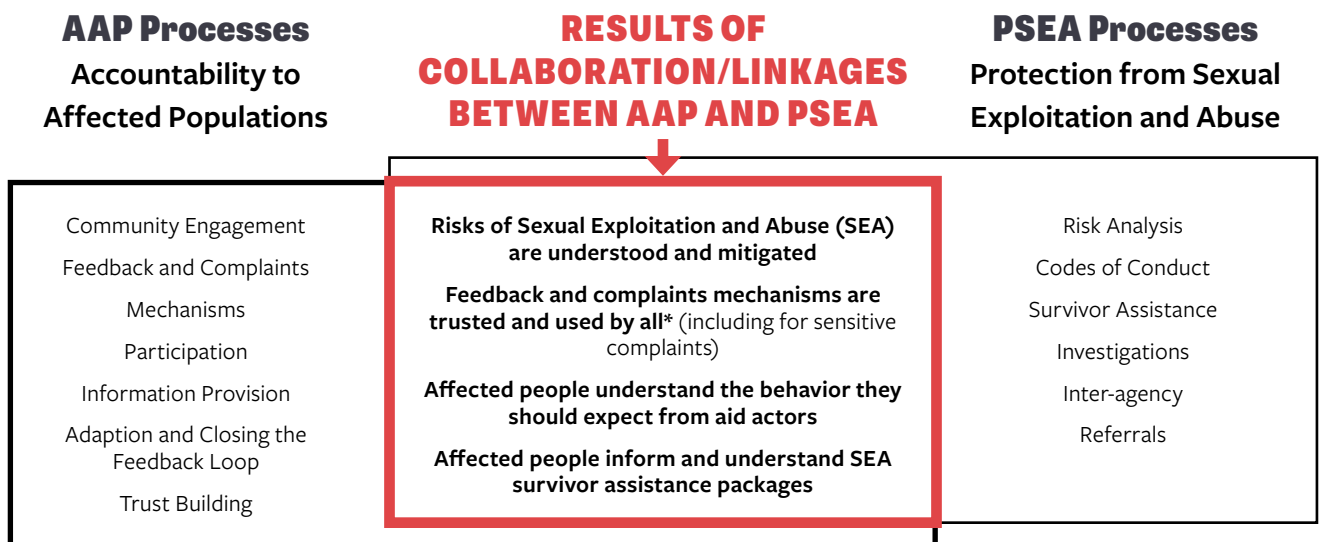 AAP Processes
Accountability to
Affected Populations
Community Engagement
Feedback and Complaints
Mechanisms
Participation
Information Provision
Adaption and Closing the
Feedback Loop
Trust Building
RESULTS OF
COLLABORATION/LINKAGES
BETWEEN AAP AND PSEA
Risks of Sexual Exploitation and Abuse (SEA)
are understood and mitigated
Feedback and complaints mechanisms are
trusted and used by all* (including for sensitive
complaints)
Affected people understand the behavior they
should expect from aid actors
Affected people inform and understand SEA
survivor assistance packages
PSEA Processes
Protection from Sexual
Exploitation and Abuse
Risk Analysis
Codes of Conduct
Survivor Assistance
Investigations
Inter-agency
Referrals